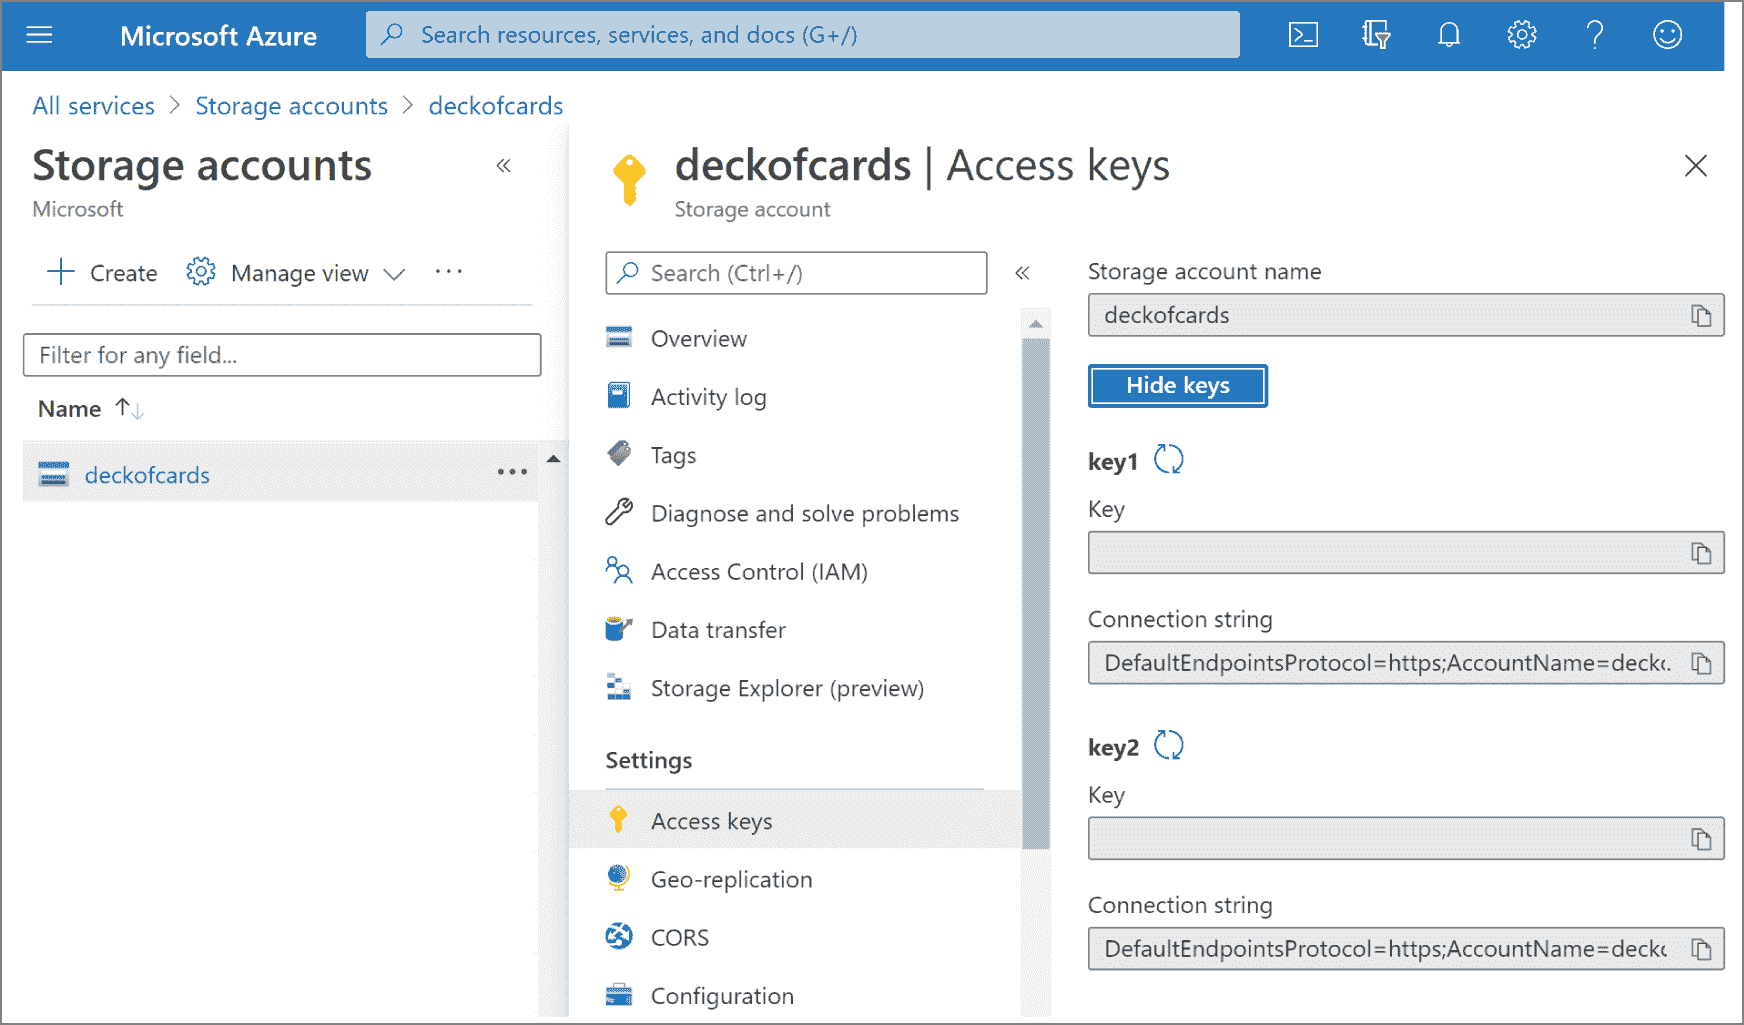 Microsoft Azure
Search resources, services, and docs (G+/)
All services > Storage accounts > deckofcards
Storage accounts
Microsoft
Create Manage view
Filter for any field...
Name
deckofcards
deckofcards | Access keys
Storage account
Search (Ctrl+/)
Overview
Activity log
Tags
Diagnose and solve problems
Access Control (IAM)
Data transfer
Storage Explorer (preview)
Settings
Access keys
Geo-replication
CORS
Configuration
Storage account name
deckofcards
Hide keys
key1
Key
Connection string
DefaultEndpointsProtocol=https;AccountName=decko.
key2
Key
Connection string
DefaultEndpointsProtocol=https;AccountName=decko